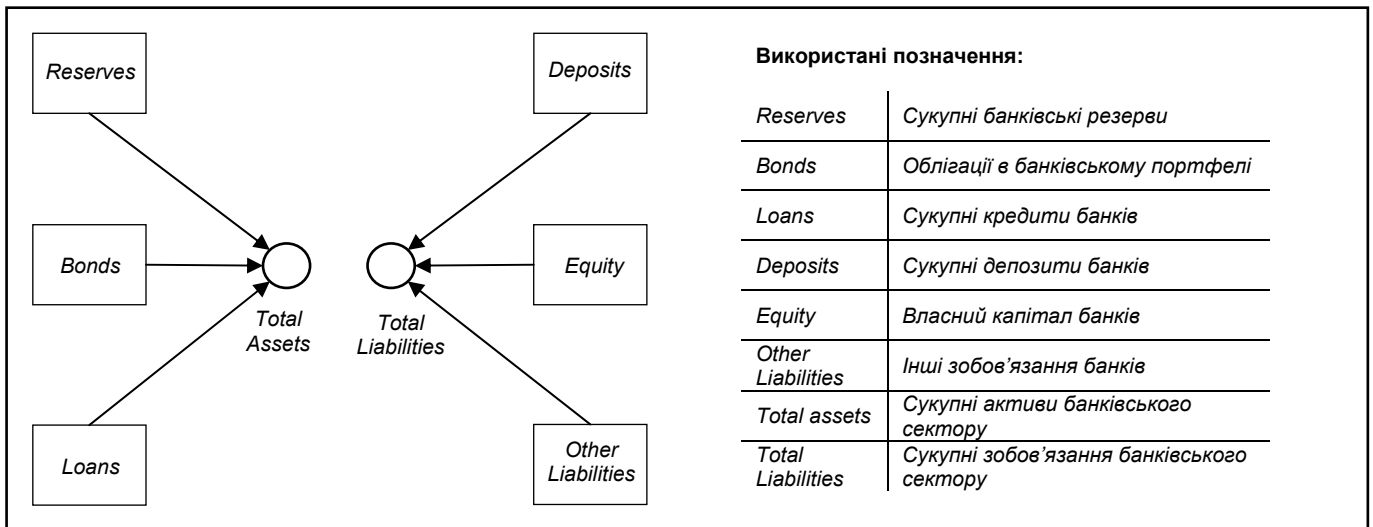 Reserves
Bonds
Loans
Total
Assets
Total
Liabilities
Deposits
Equity
Other
Liabilities
Використані позначення:
Reserves Сукупні банківські резерви
Bonds Облігації в банківському портфелі
Loans Сукупні кредити банків
Deposits Сукупні депозити банків
Equity Власний капітал банків
Other
Liabilities Інші зобов’язання банків
Total assets Сукупні активи банківського
сектору
Total Сукупні зобов’язання банківського
Liabilities сектору